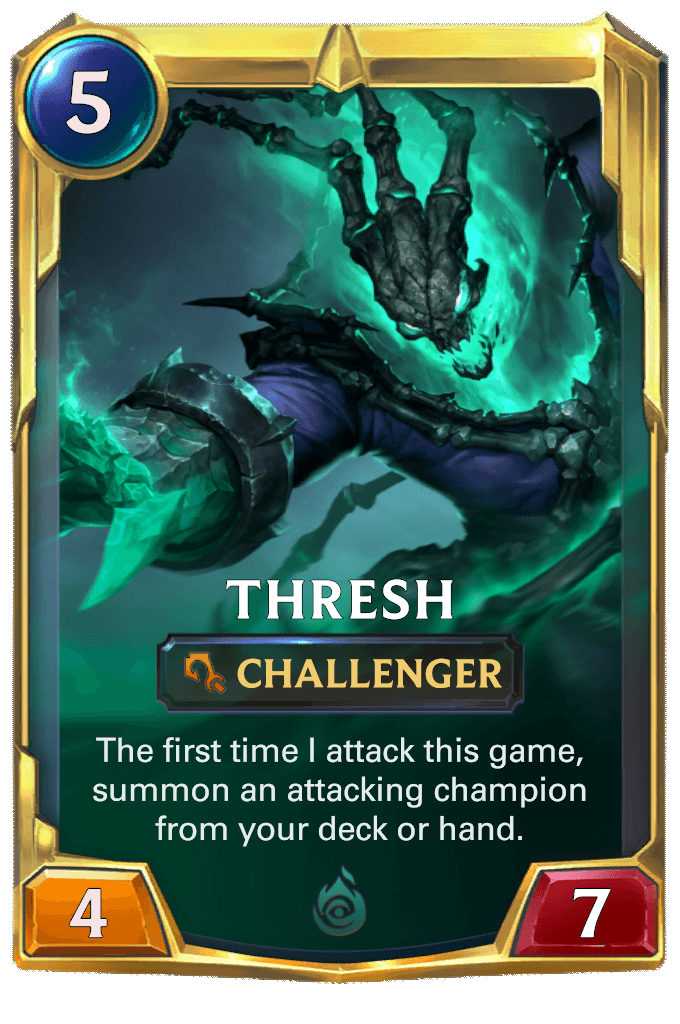 5
THRESH
CHALLENGER
The first time I attack this game,
summon an attacking champion
from your deck or hand.
4
7